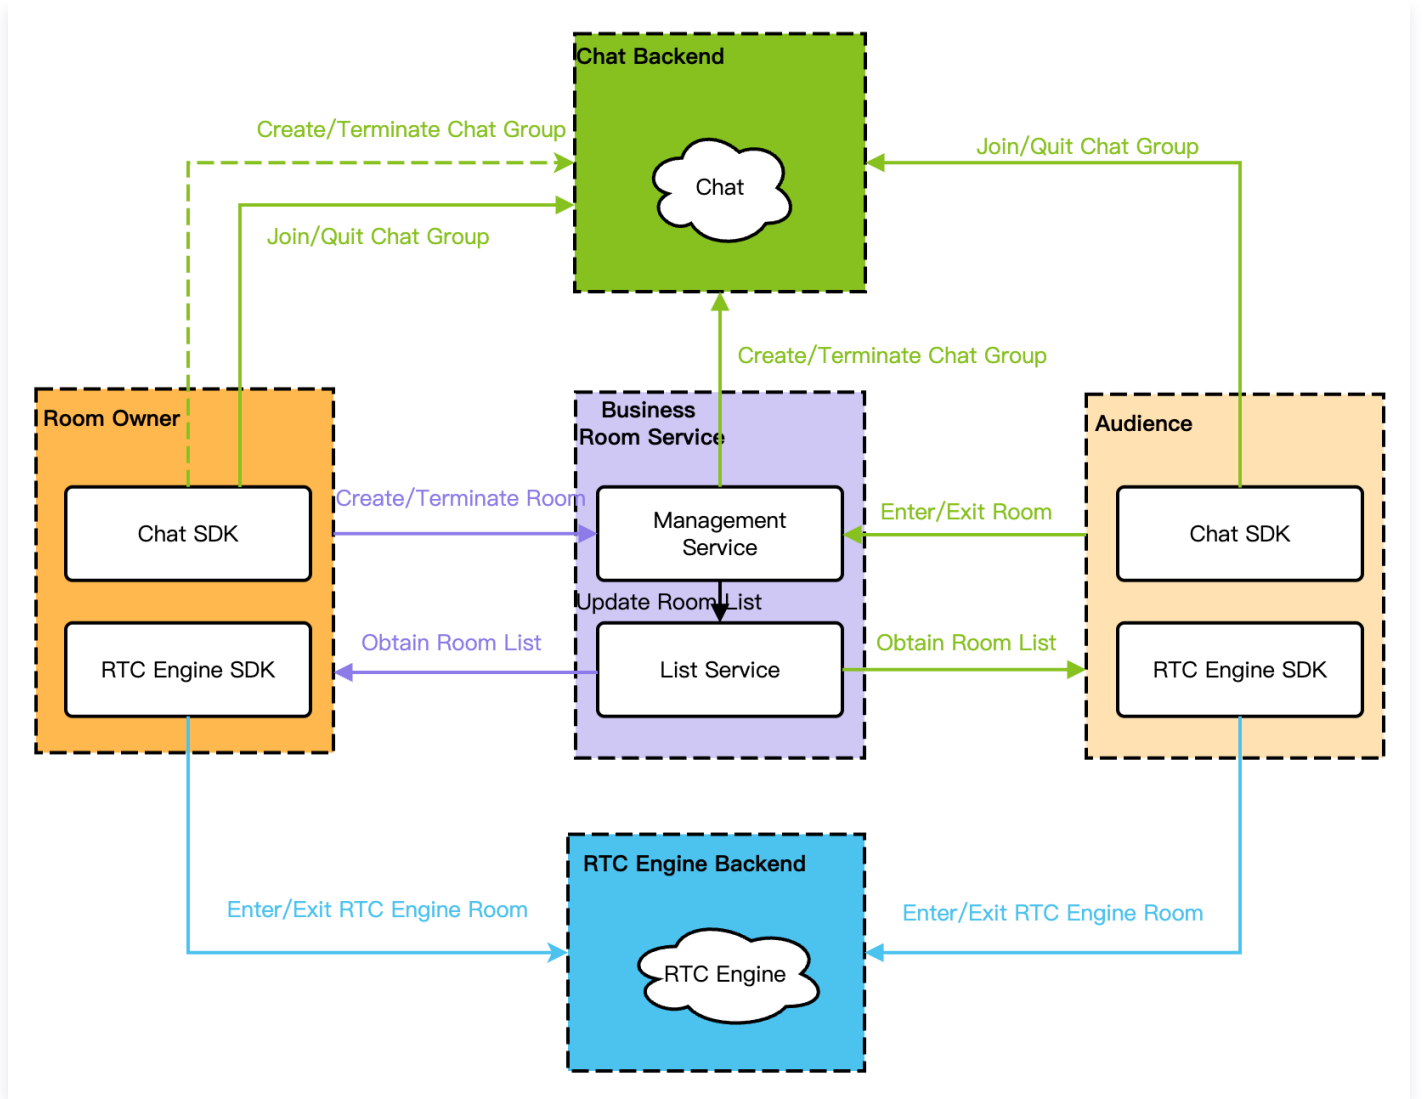 Chat Backend
Create/Terminate Chat Group
Join/Quit Chat Group
Chat
Join/Quit Chat Group
Create/Terminate Chat Group
Room Owner
Business
Room Service
Audience
Create/Terminate Room
Enter/Exit Room
Chat SDK
Management
Service
Chat SDK
Update Room List
Obtain Room List
Obtain Room List
RTC Engine SDK
List Service
RTC Engine SDK
RTC Engine Backend
Enter/Exit RTC Engine Room
Enter/Exit RTC Engine Room
RTC Engine